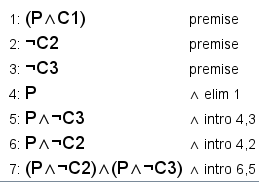 1: (P∧C1) premise
2: ¬C2 premise
3: ¬C3 premise
4: P ∧ elim 1
5: P∧¬C3 ∧ intro 4,3
6: P∧¬C2 ∧ intro 4,2
7: (P∧¬C2)∧(P∧¬C3) ∧ intro 6,5